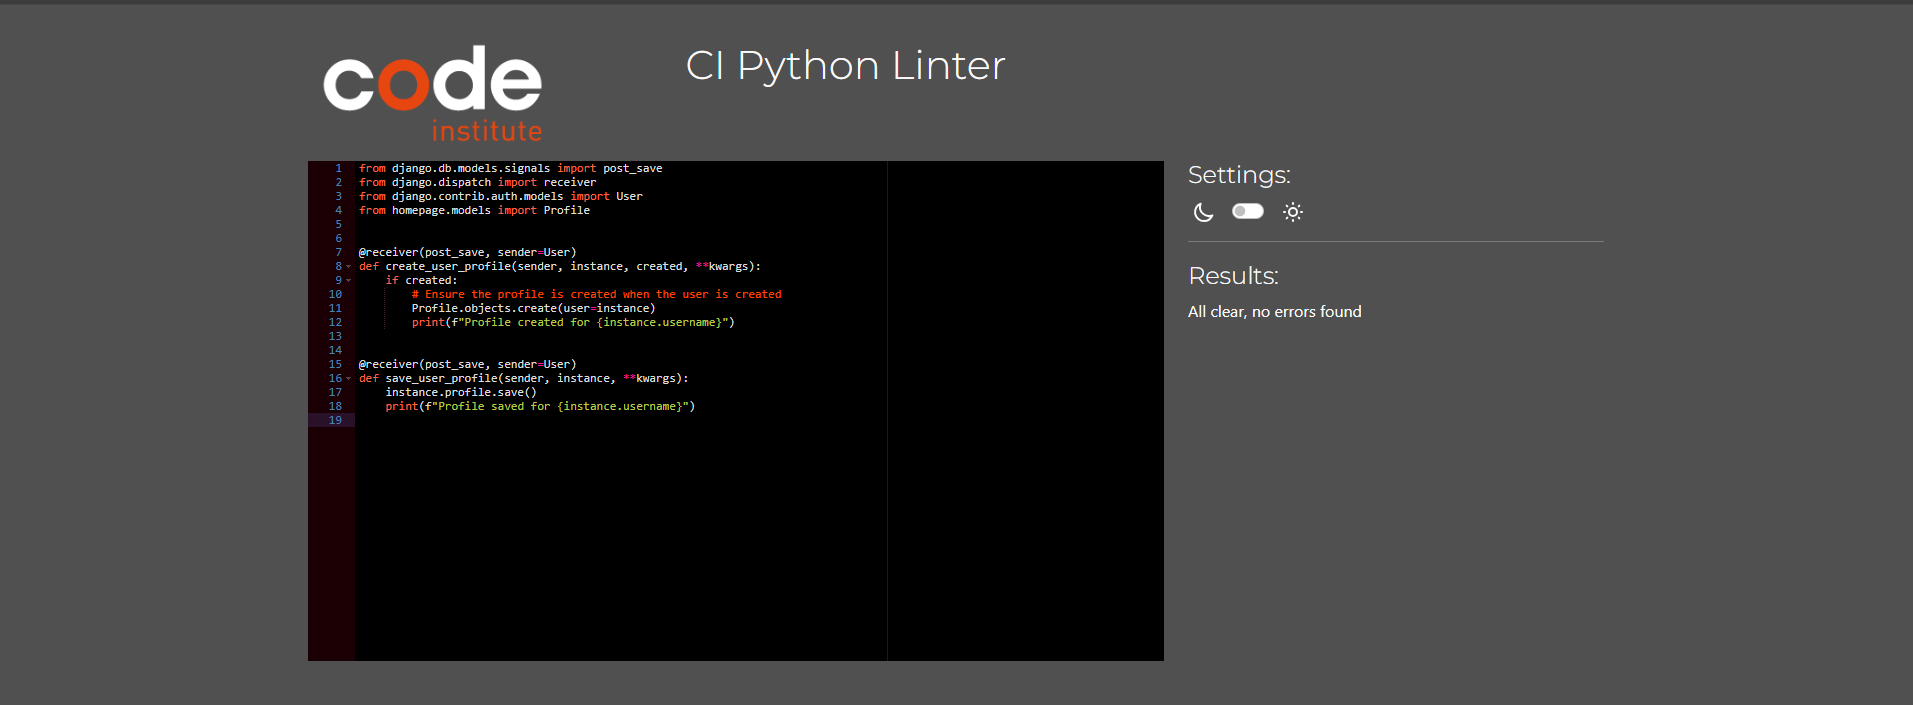 code
institute
CI Python Linter
1 from django.db.models.signals import post_save
2 from django.dispatch import receiver
3 from django.contrib.auth.models import User
4 from homepage.models import Profile
5
6
7 @receiver(post_save, sender=User)
8 def create_user_profile(sender, instance, created, **kwargs):
9     if created:
10         # Ensure the profile is created when the user is created
11         Profile.objects.create(user=instance)
12         print(f"Profile created for {instance.username}")
13
14
15 @receiver(post_save, sender=User)
16 def save_user_profile(sender, instance, **kwargs):
17     instance.profile.save()
18     print(f"Profile saved for {instance.username}")
19
Settings:
Results:
All clear, no errors found